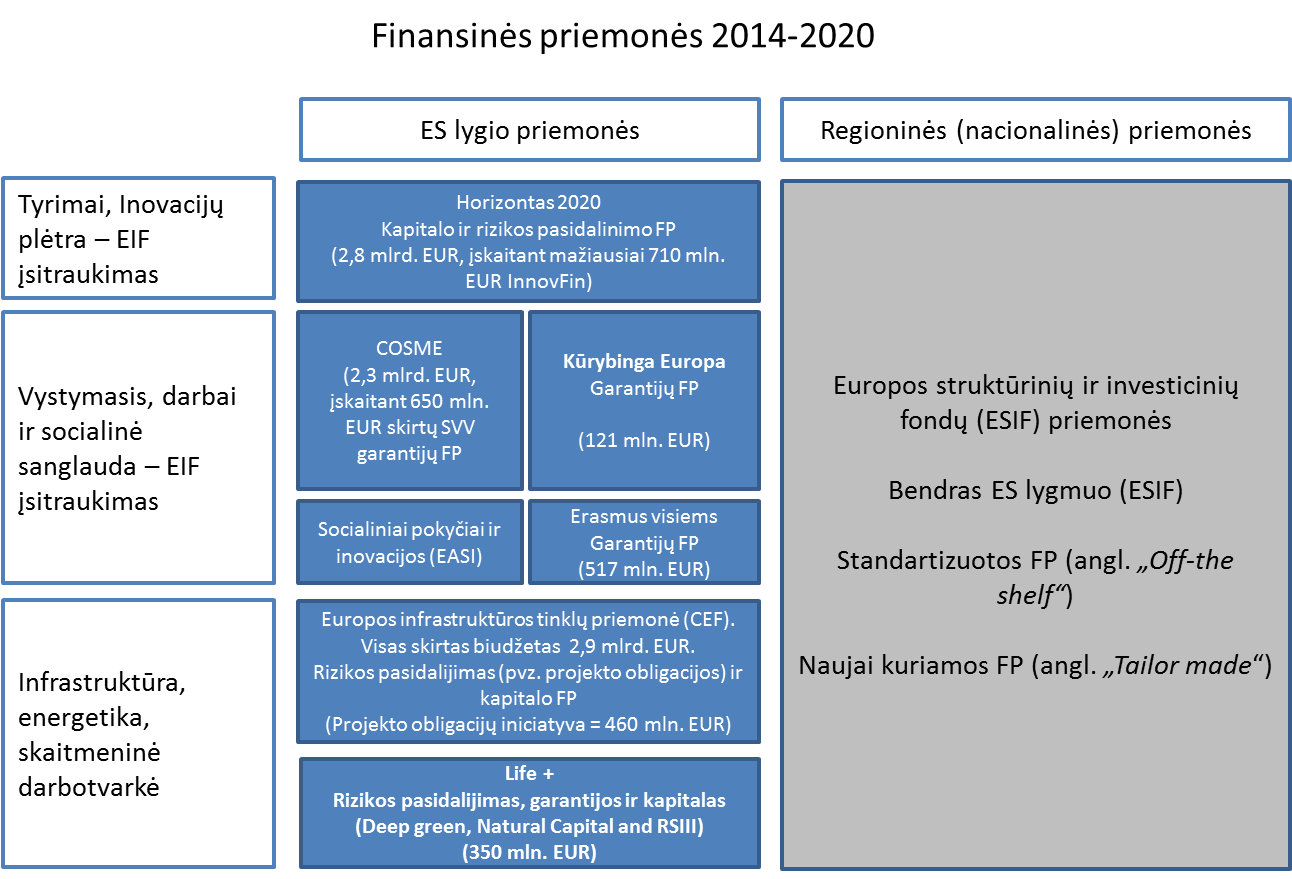 Finansinės priemonės 2014-2020
ES lygio priemonės
Regioninės (nacionalinės) priemonės
Tyrimai, Inovacijų
plėtra – EIF
įsitraukimas
Horizontas 2020
Kapitalo ir rizikos pasidalinimo FP
(2,8 mlrd. EUR, įskaitant mažiausiai 710 mln.
EUR InnovFin)
Vystymasis, darbai
ir socialinė
sanglauda – EIF
įsitraukimas
COSME
(2,3 mlrd. EUR,
įskaitant 650 mln.
EUR skirtų SVV
garantijų FP
Kūrybinga Europa
Garantijų FP
(121 mln. EUR)
Socialiniai pokyčiai ir
inovacijos (EASI)
Erasmus visiems
Garantijų FP
(517 mln. EUR)
Infrastruktūra,
energetika,
skaitmeninė
darbotvarkė
Europos infrastruktūros tinklų priemonė (CEF).
Visas skirtas biudžetas 2,9 mlrd. EUR.
Rizikos pasidalijimas (pvz. projekto obligacijos) ir
kapitalo FP
(Projekto obligacijų iniciatyva = 460 mln. EUR)
Life +
Rizikos pasidalijimas, garantijos ir kapitalas
(Deep green, Natural Capital and RSIII)
(350 mln. EUR)
Europos struktūrinių ir investicinių
fondų (ESIF) priemonės
Bendras ES lygmuo (ESIF)
Standartizuotos FP (angl. „Off-the
shelf“)
Naujai kuriamos FP (angl. „Tailor made“)